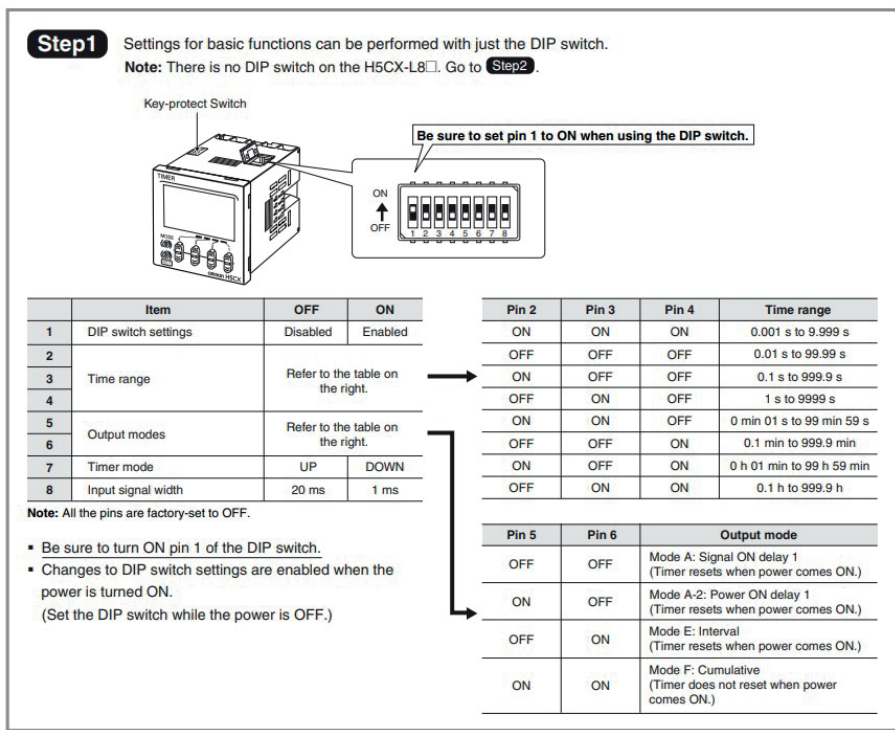 Step1
Settings for basic functions can be performed with just the DIP switch.
Note: There is no DIP switch on the H5CX-L8□. Go to Step2.
Key-protect Switch
Be sure to set pin 1 to ON when using the DIP switch.
TIMER
MODE
OMRON H5CX
ON
OFF
1 2 3 4 5 6 7 8
Item OFF ON
1 DIP switch settings Disabled Enabled
2
3 Time range Refer to the table on
the right.
4
5
Output modes Refer to the table on
the right.
6
7 Timer mode UP DOWN
8 Input signal width 20 ms 1 ms
Note: All the pins are factory-set to OFF.
▪ Be sure to turn ON pin 1 of the DIP switch.
▪ Changes to DIP switch settings are enabled when the
power is turned ON.
(Set the DIP switch while the power is OFF.)
Pin 2 Pin 3 Pin 4 Time range
ON ON ON 0.001 s to 9.999 s
OFF OFF OFF 0.01 s to 99.99 s
ON OFF OFF 0.1 s to 999.9 s
OFF ON OFF 1 s to 9999 s
ON ON OFF 0 min 01 s to 99 min 59 s
OFF OFF ON 0.1 min to 999.9 min
ON OFF ON 0 h 01 min to 99 h 59 min
OFF ON ON 0.1 h to 999.9 h
Pin 5 Pin 6 Output mode
OFF OFF Mode A: Signal ON delay 1
(Timer resets when power comes ON.)
ON OFF Mode A-2: Power ON delay 1
(Timer resets when power comes ON.)
OFF ON Mode E: Interval
(Timer resets when power comes ON.)
ON ON Mode F: Cumulative
(Timer does not reset when power
comes ON.)